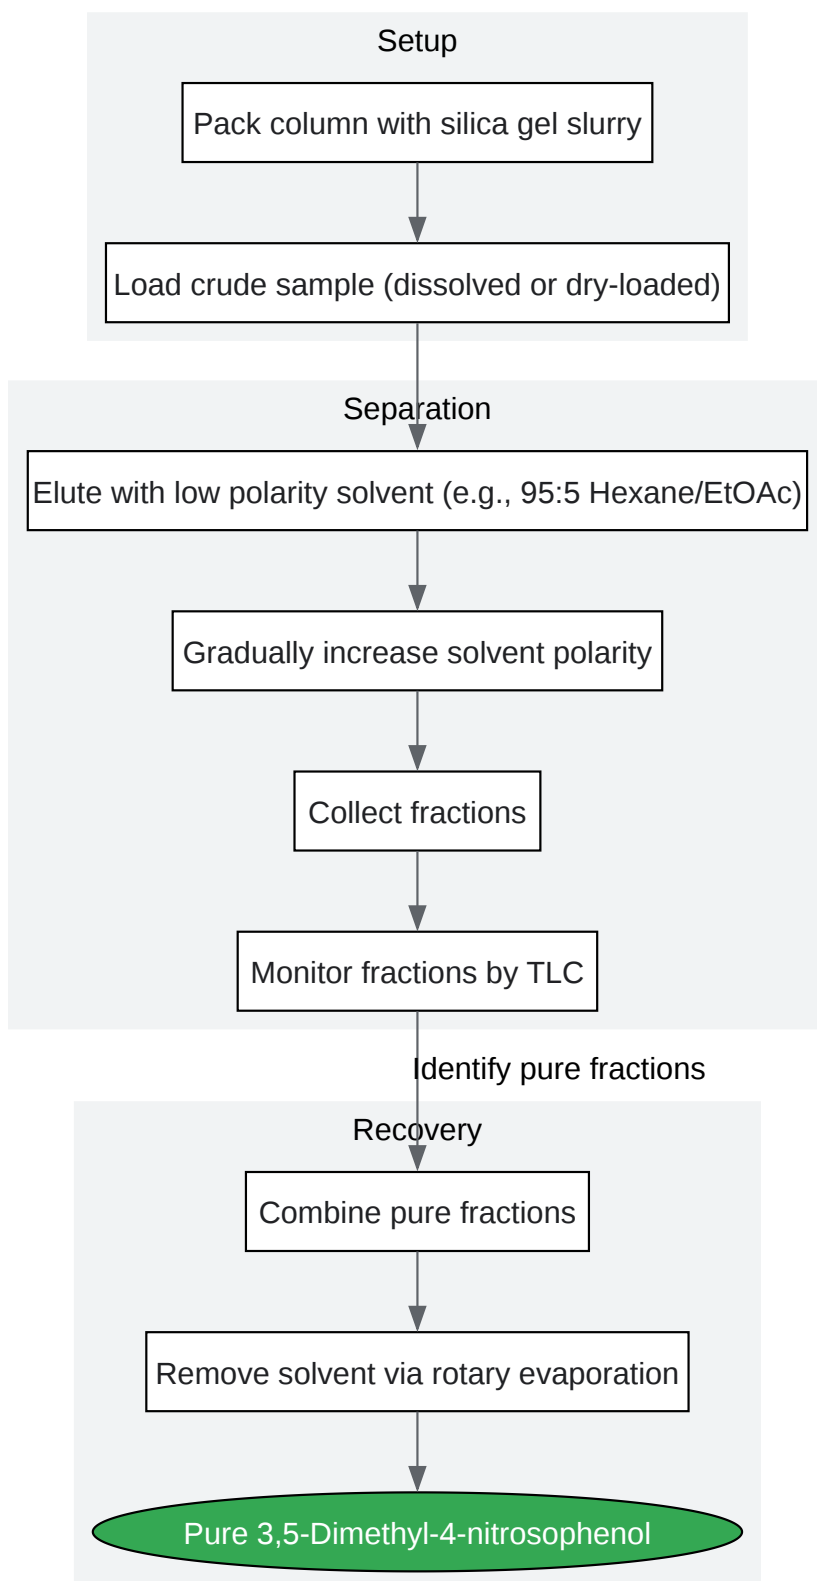 Setup
Pack column with silica gel slurry
Load crude sample (dissolved or dry-loaded)
Separation
Elute with low polarity solvent (e.g., 95:5 Hexane/EtOAc)
Gradually increase solvent polarity
Collect fractions
Monitor fractions by TLC
Identify pure fractions
Recovery
Combine pure fractions
Remove solvent via rotary evaporation
Pure 3,5-Dimethyl-4-nitrosophenol